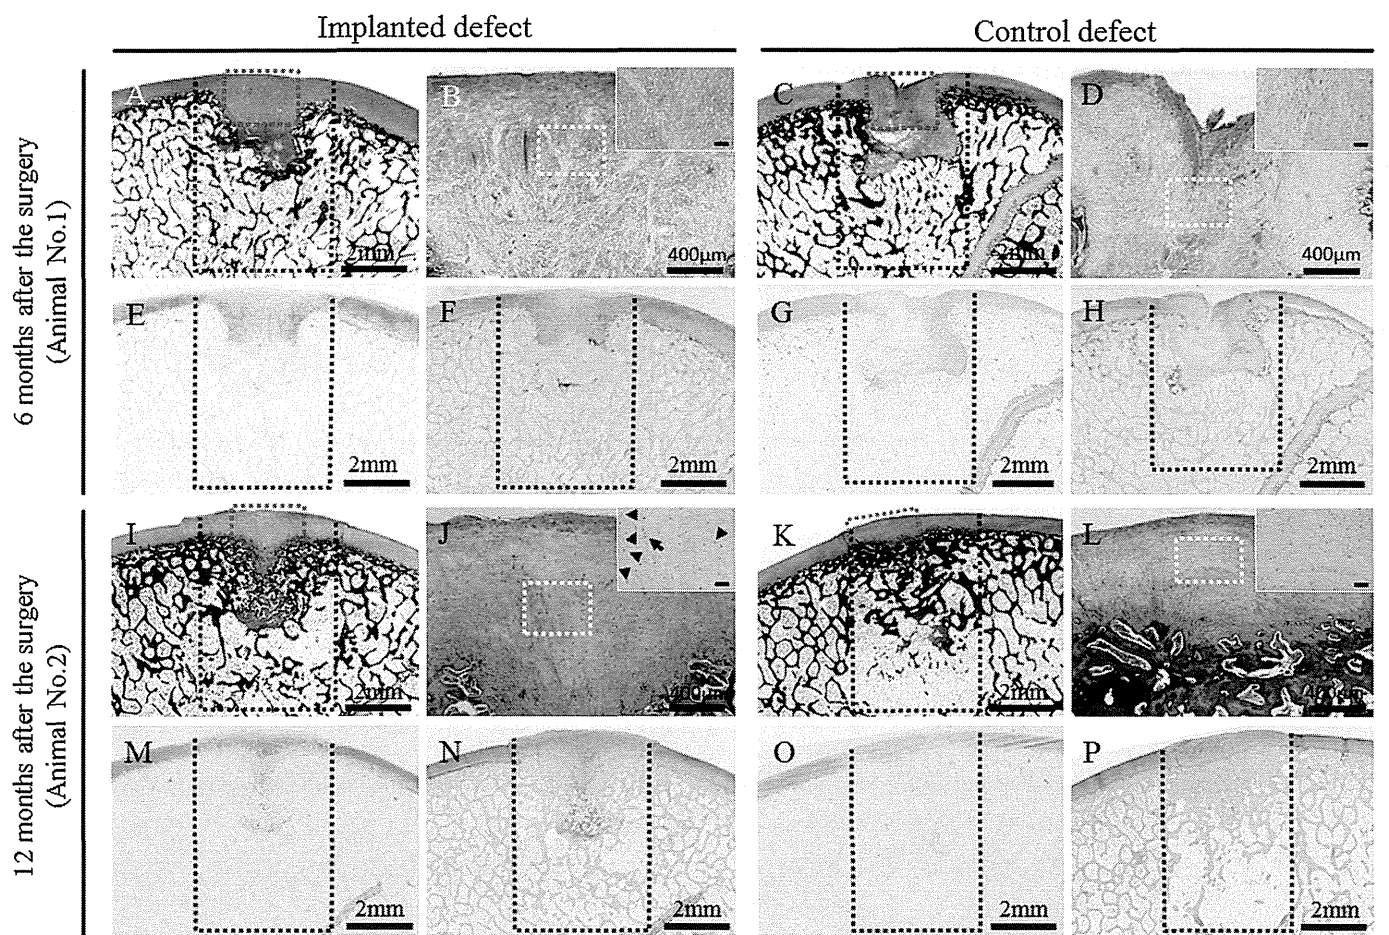 Implanted defect
Control defect
6 months after the surgery
(Animal No.1)
A
B
C
D
2mm
400μm
2mm
400μm
E
F
G
H
2mm
2mm
2mm
2mm
12 months after the surgery
(Animal No.2)
I
J
K
L
2mm
400μm
2mm
400μm
M
N
O
P
2mm
2mm
2mm
2mm